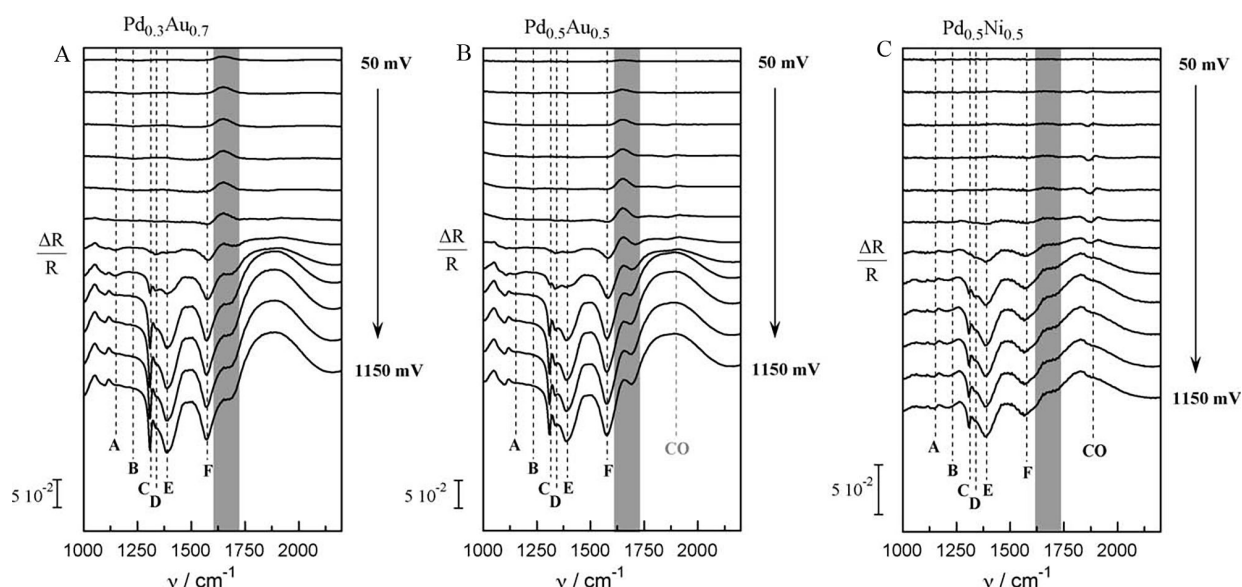 A
Pd0.3Au0.7
50 mV
1150 mV
ΔR
R
A
B
C
D
E
F
5 10-2
1000 1250 1500 1750 2000
ν / cm-1
B
Pd0.5Au0.5
50 mV
1150 mV
ΔR
R
A
B
C
D
E
F
CO
5 10-2
1000 1250 1500 1750 2000
ν / cm-1
C
Pd0.5Ni0.5
50 mV
1150 mV
ΔR
R
A
B
C
D
E
F
CO
5 10-2
1000 1250 1500 1750 2000
ν / cm-1